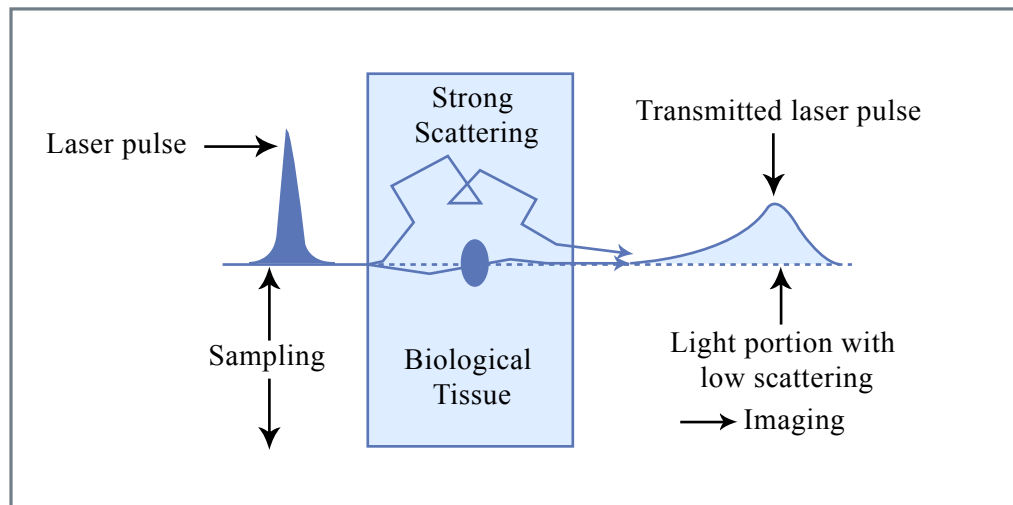 Strong
Scattering
Transmitted laser pulse
Laser pulse
Sampling
Biological
Tissue
Light portion with
low scattering
Imaging